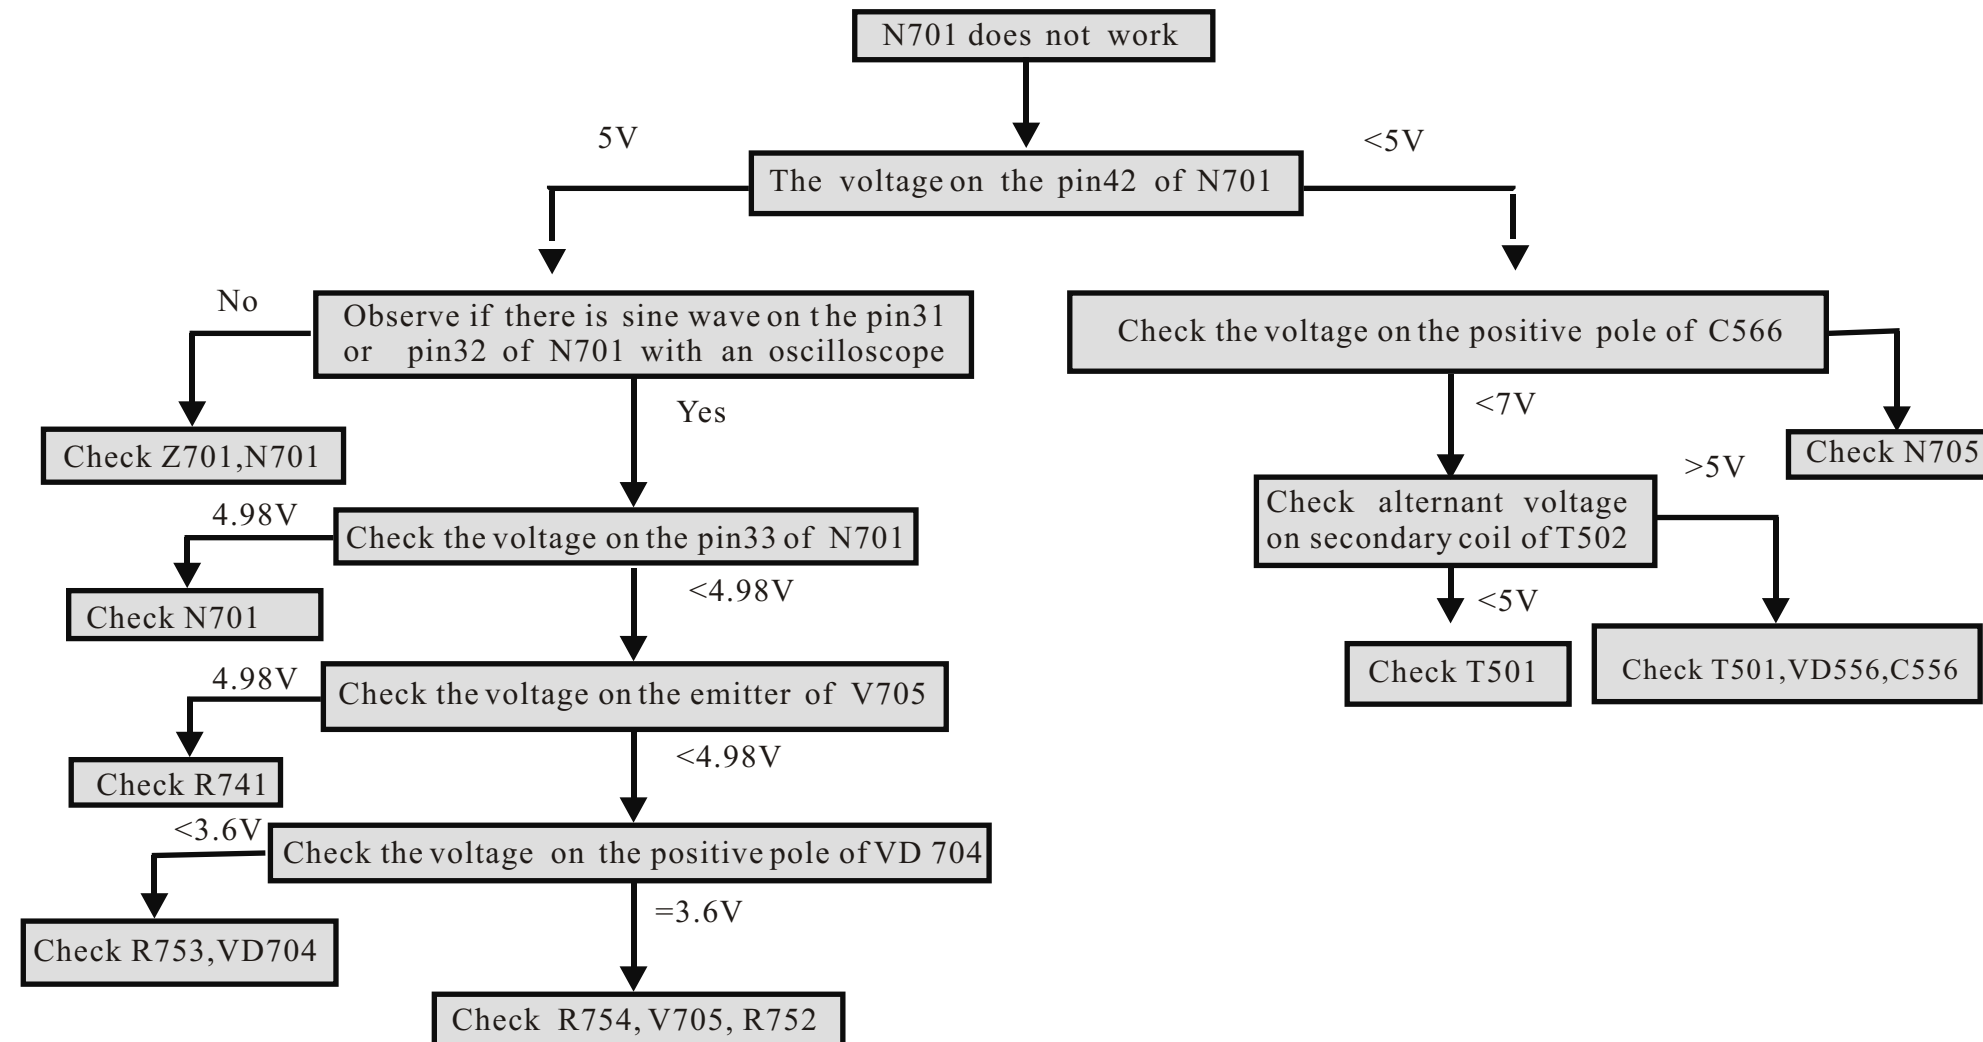 N701 does not work
5V
<5V
The voltage on the pin42 of N701
No
Observe if there is sine wave on the pin31
or pin32 of N701 with an oscilloscope
Check the voltage on the positive pole of C566
Yes
<7V
Check Z701,N701
Check N705
>5V
4.98V
Check the voltage on the pin33 of N701
Check alternant voltage
on secondary coil of T502
<4.98V
<5V
Check N701
4.98V
Check the voltage on the emitter of V705
Check T501
Check T501,VD556,C556
<4.98V
Check R741
<3.6V
Check the voltage on the positive pole of VD 704
=3.6V
Check R753,VD704
Check R754, V705, R752